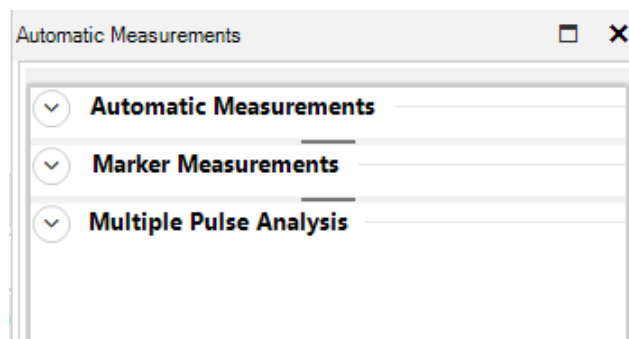 Automatic Measurements
Automatic Measurements
Marker Measurements
Multiple Pulse Analysis